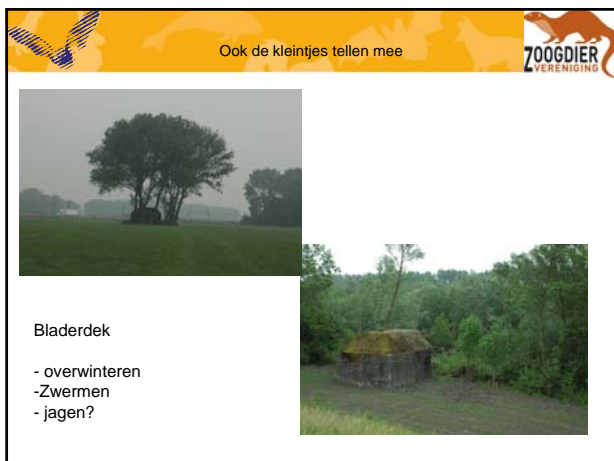 Ook de kleintjes tellen mee
ZOOGDIER
VERENIGING
Bladerdek
- overwinteren
-Zwermen
- jagen?